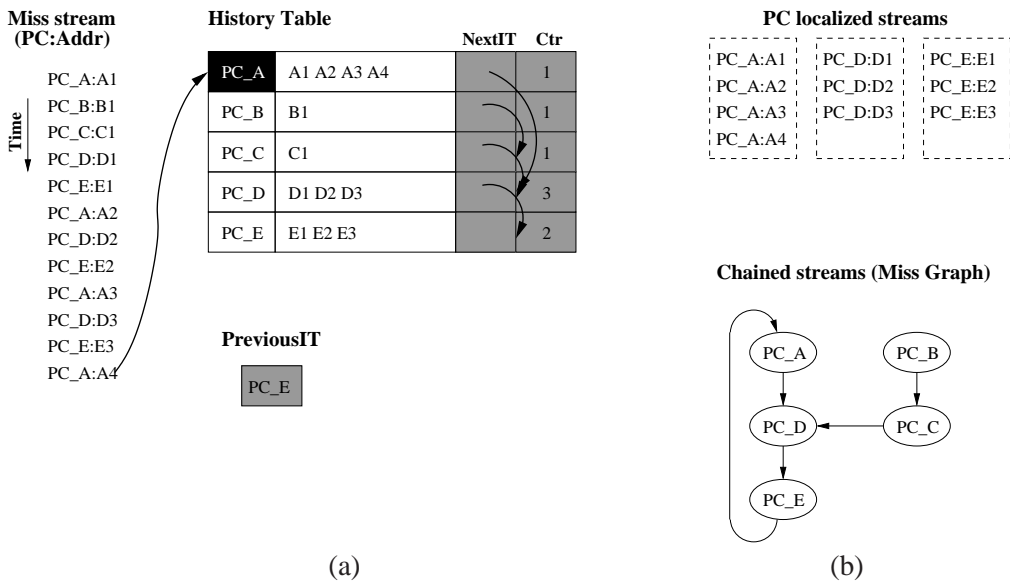 Miss stream
(PC:Addr)
Time
PC_A:A1
PC_B:B1
PC_C:C1
PC_D:D1
PC_E:E1
PC_A:A2
PC_D:D2
PC_E:E2
PC_A:A3
PC_D:D3
PC_E:E3
PC_A:A4
History Table
NextIT Ctr
PC_A A1 A2 A3 A4 1
PC_B B1 1
PC_C C1 1
PC_D D1 D2 D3 3
PC_E E1 E2 E3 2
PreviousIT
PC_E
(a)
PC localized streams
PC_A:A1 PC_D:D1 PC_E:E1
PC_A:A2 PC_D:D2 PC_E:E2
PC_A:A3 PC_D:D3 PC_E:E3
PC_A:A4
Chained streams (Miss Graph)
PC_A PC_B
PC_D PC_C
PC_E
(b)